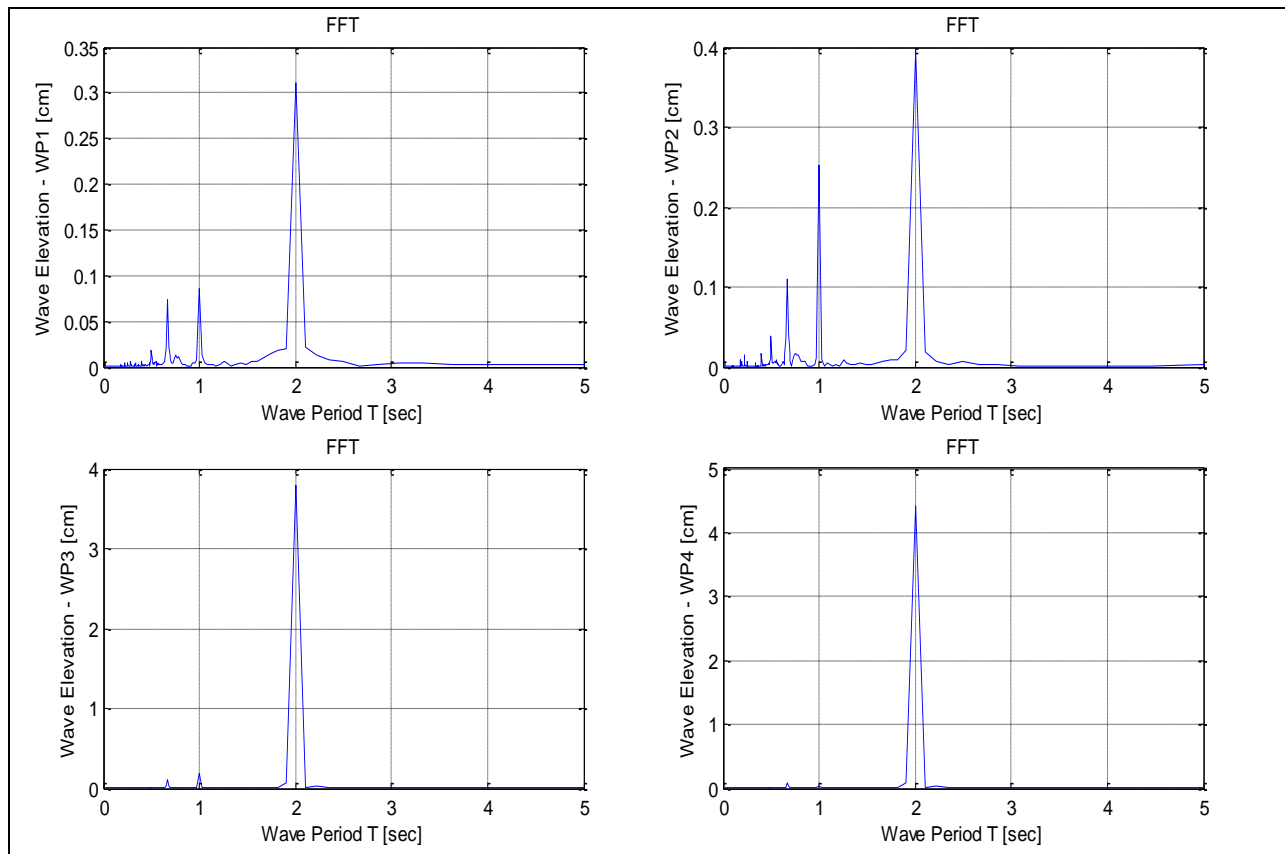 FFT
0.35
0.3
0.25
0.2
0.15
0.1
0.05
0
Wave Elevation - WP1 [cm]
0 1 2 3 4 5
Wave Period T [sec]
FFT
0.4
0.3
0.2
0.1
0
Wave Elevation - WP2 [cm]
0 1 2 3 4 5
Wave Period T [sec]
FFT
4
3
2
1
0
Wave Elevation - WP3 [cm]
0 1 2 3 4 5
Wave Period T [sec]
FFT
5
4
3
2
1
0
Wave Elevation - WP4 [cm]
0 1 2 3 4 5
Wave Period T [sec]